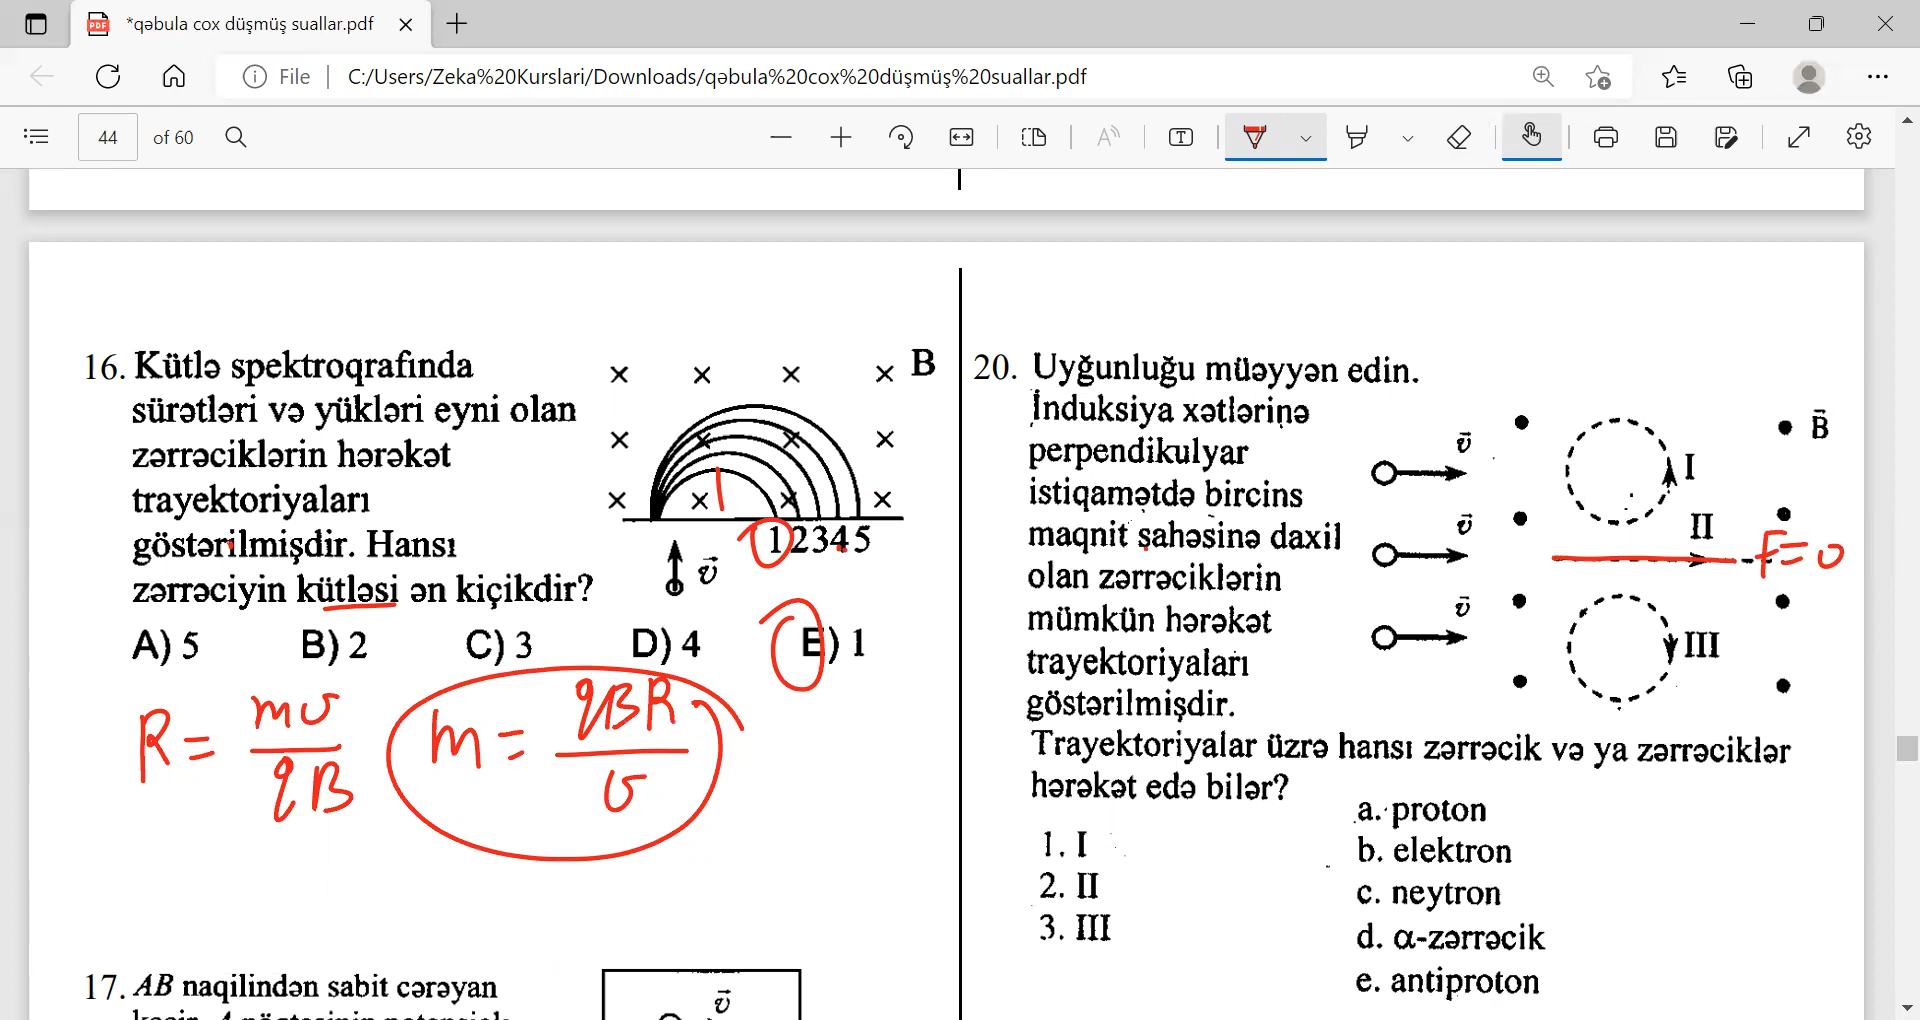 *qəbula cox düşmüş suallar.pdf
File
C:/Users/Zeka%20Kurslari/Downloads/qəbula%20cox%20düşmüş%20suallar.pdf
44 of 60
16. Kütlə spektroqrafında
sürətləri və yükləri eyni olan
zərrəciklərin hərəkət
trayektoriyaları
göstərilmişdir. Hansı
zərrəciyin kütləsi ən kiçikdir?
B
1 2 3 4 5
v⃗
A) 5 B) 2 C) 3 D) 4 E) 1
R = mv / qB
m = qBR / v
17. AB naqilindən sabit cərəyan
v⃗
20. Uyğunluğu müəyyən edin.
İnduksiya xətlərinə
perpendikulyar
istiqamətdə bircins
maqnit sahəsinə daxil
olan zərrəciklərin
mümkün hərəkət
trayektoriyaları
göstərilmişdir.
v⃗ I B⃗
v⃗ II F=0
v⃗ III
Trayektoriyalar üzrə hansı zərrəcik və ya zərrəciklər
hərəkət edə bilər?
1. I
2. II
3. III
a. proton
b. elektron
c. neytron
d. α-zərrəcik
e. antiproton